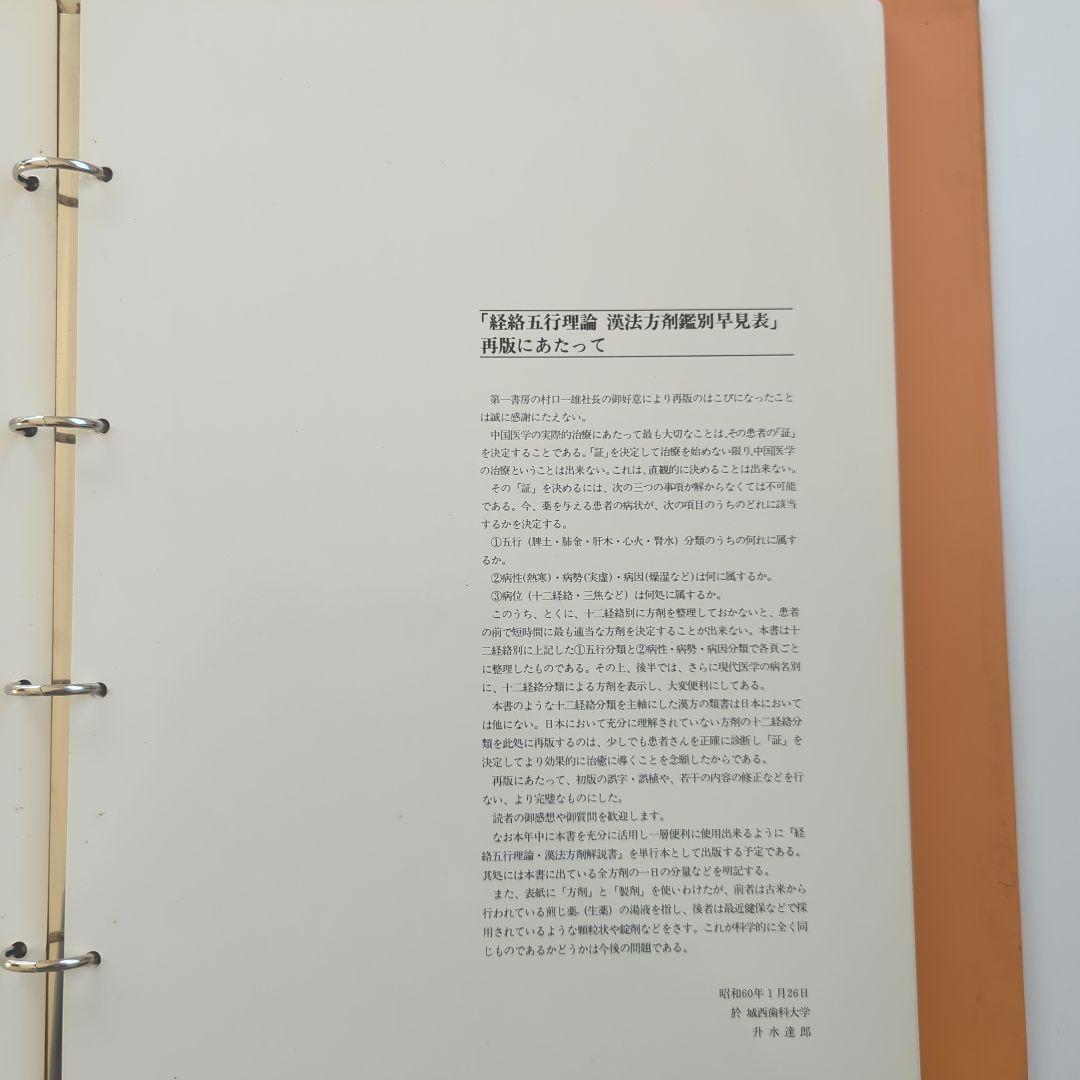 「経絡五行理論 漢法方剤鑑別早見表」
再版にあたって
第一書房の村口一雄社長の御好意により再版のはこびになったこと
は誠に感謝にたえない。
中国医学の実際的治療にあたって最も大切なことは、その患者の「証」
を決定することである。「証」を決定して治療を始めない限り、中国医学
の治療ということは出来ない。これは、直観的に決めることは出来ない。
その「証」を決めるには、次の三つの事項が解からなくては不可能
である。今、薬を与える患者の病状が、次の項目のうちのどれに該当
するかを決定する。
①五行（脾土・肺金・肝木・心火・腎水）分類のうちの何れに属す
るか。
②病性(熱寒)・病勢(実虚)・病因(燥湿など)は何に属するか。
③病位（十二経絡・三焦など）は何処に属するか。
このうち、とくに、十二経絡別に方剤を整理しておかないと、患者
の前で短時間に最も適当な方剤を決定することが出来ない。本書は十
二経絡別に上記した①五行分類と②病性・病勢・病因分類で各頁ごと
に整理したものである。その上、後半では、さらに現代医学の病名別
に、十二経絡分類による方剤を表示し、大変便利にしてある。
本書のような十二経絡分類を主軸にした漢方の類書は日本において
は他にない。日本において充分に理解されていない方剤の十二経絡分
類を此処に再版するのは、少しでも患者さんを正確に診断し「証」を
決定してより効果的に治癒に導くことを念願したからである。
再版にあたって、初版の誤字・誤植や、若干の内容の修正などを行
ない、より完璧なものにした。
読者の御感想や御質問を歓迎します。
なお本年中に本書を充分に活用し一層便利に使用出来るように『経
絡五行理論・漢法方剤解説書』を単行本として出版する予定である。
其処には本書に出ている全方剤の一日の分量などを明記する。
また、表紙に「方剤」と「製剤」を使いわけたが、前者は古来から
行われている煎じ薬（生薬）の湯液を指し、後者は最近健保などで採
用されているような顆粒状や錠剤などをさす。これが科学的に全く同
じものであるかどうかは今後の問題である。
昭和60年1月26日
於 城西歯科大学
升水達郎